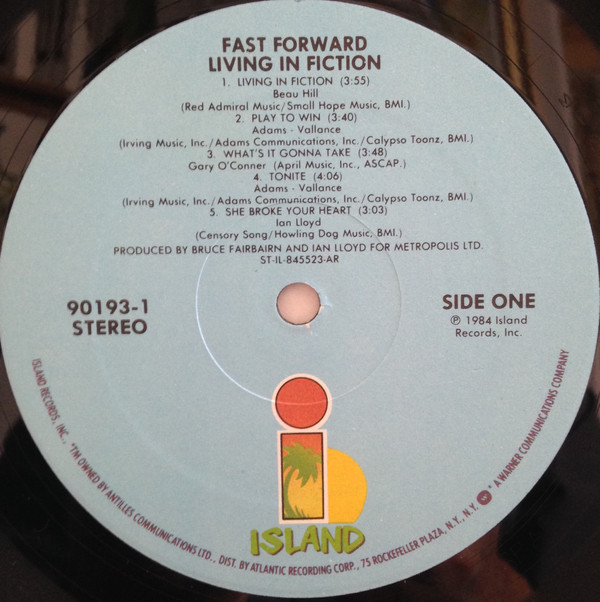 FAST FORWARD
LIVING IN FICTION
1. LIVING IN FICTION (3:55)
Beau Hill
(Red Admiral Music/Small Hope Music, BMI.)
2. PLAY TO WIN (3:40)
Adams - Vallance
(Irving Music, Inc./Adams Communications, Inc./Calypso Toonz, BMI.)
3. WHAT'S IT GONNA TAKE (3:48)
Gary O'Conner (April Music, Inc., ASCAP.)
4. TONITE (4:06)
Adams - Vallance
(Irving Music, Inc./Adams Communications, Inc./Calypso Toonz, BMI.)
5. SHE BROKE YOUR HEART (3:03)
Ian Lloyd
(Censory Song/Howling Dog Music, BMI.)
PRODUCED BY BRUCE FAIRBAIRN AND IAN LLOYD FOR METROPOLIS LTD.
ST-IL-845523-AR
90193-1
STEREO
SIDE ONE
℗ 1984 Island
Records, Inc.
i
ISLAND
ISLAND RECORDS, INC., *TM OWNED BY ANTILLES COMMUNICATIONS LTD., DIST. BY ATLANTIC RECORDING CORP., 75 ROCKEFELLER PLAZA, N.Y., N.Y. * A WARNER COMMUNICATIONS COMPANY